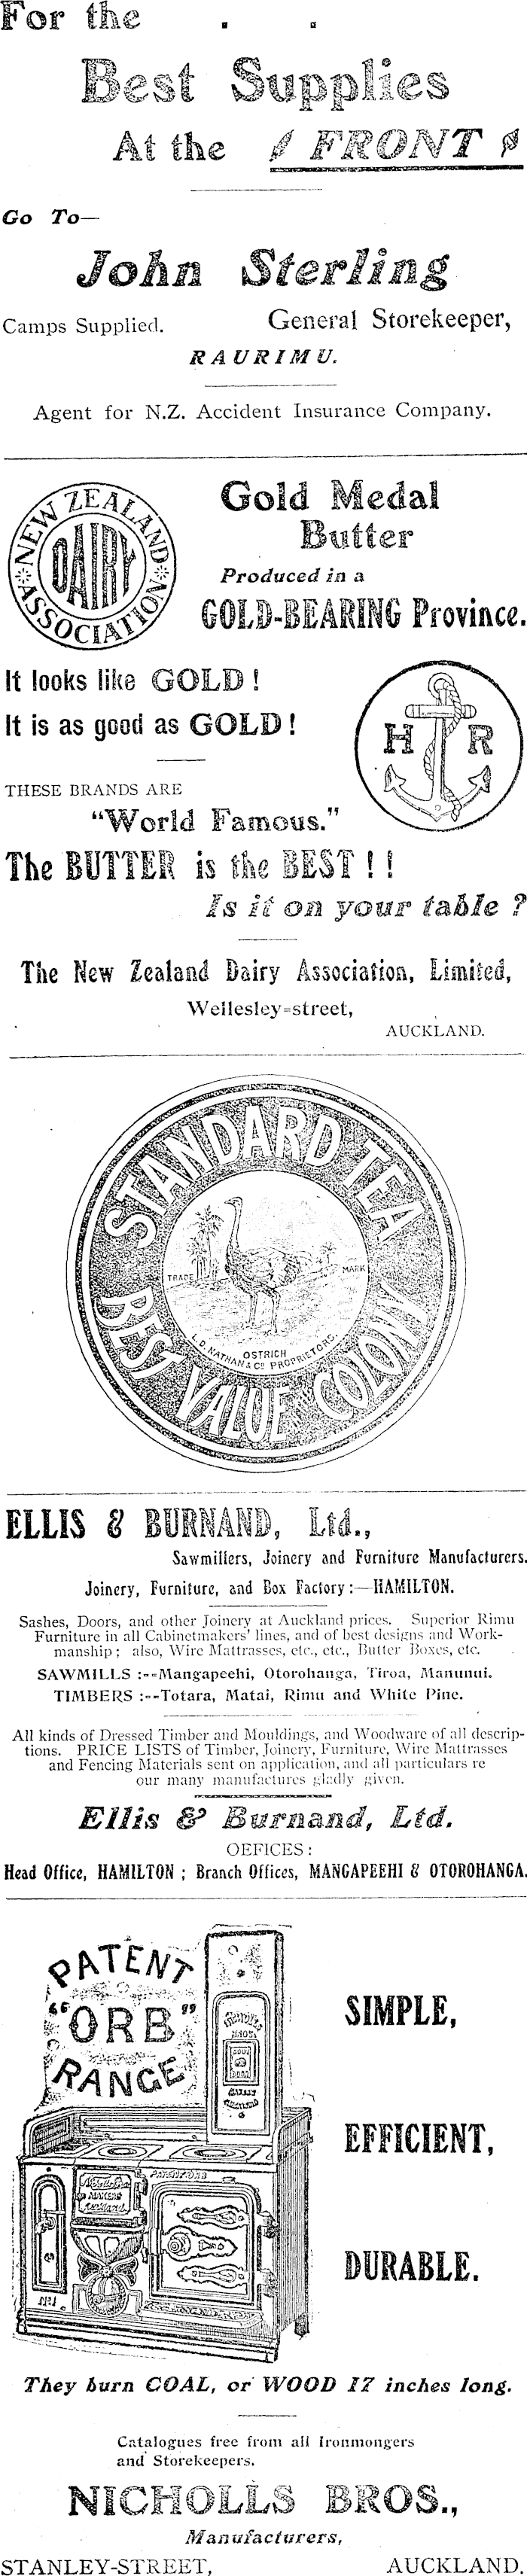 For the . .
Best Supplies
At the FRONT
Go To—
John Sterling
Camps Supplied. General Storekeeper,
RAURIMU.
Agent for N.Z. Accident Insurance Company.
NEW ZEALAND DAIRY ASSOCIATION
Gold Medal
Butter
Produced in a
GOLD-BEARING Province.
It looks like GOLD!
It is as good as GOLD!
H R
THESE BRANDS ARE
"World Famous."
The BUTTER is the BEST!!
Is it on your table?
The New Zealand Dairy Association, Limited,
Wellesley=street,
AUCKLAND.
STANDARD TEA
TRADE MARK
OSTRICH
L.D. NATHAN & Co PROPRIETORS.
BEST VALUE IN THE COLONY
ELLIS & BURNAND, Ltd.,
Sawmillers, Joinery and Furniture Manufacturers.
Joinery, Furniture, and Box Factory:—HAMILTON.
Sashes, Doors, and other Joinery at Auckland prices. Superior Rimu
Furniture in all Cabinetmakers' lines, and of best designs and Work-
manship; also, Wire Mattrasses, etc., etc., Butter Boxes, etc.
SAWMILLS :--Mangapeehi, Otorohanga, Tiroa, Manunui.
TIMBERS :--Totara, Matai, Rimu and White Pine.
All kinds of Dressed Timber and Mouldings, and Woodware of all descrip-
tions. PRICE LISTS of Timber, Joinery, Furniture, Wire Mattrasses
and Fencing Materials sent on application, and all particulars re
our many manufactures gladly given.
Ellis & Burnand, Ltd.
OEFICES:
Head Office, HAMILTON; Branch Offices, MANGAPEEHI & OTOROHANGA.
PATENT
"ORB"
RANGE
SIMPLE,
EFFICIENT,
DURABLE.
PATENT ORB
MAKERS
No 1
They burn COAL, or WOOD 17 inches long.
Catalogues free from all Ironmongers
and Storekeepers.
NICHOLLS BROS.,
Manufacturers,
STANLEY-STREET, AUCKLAND.